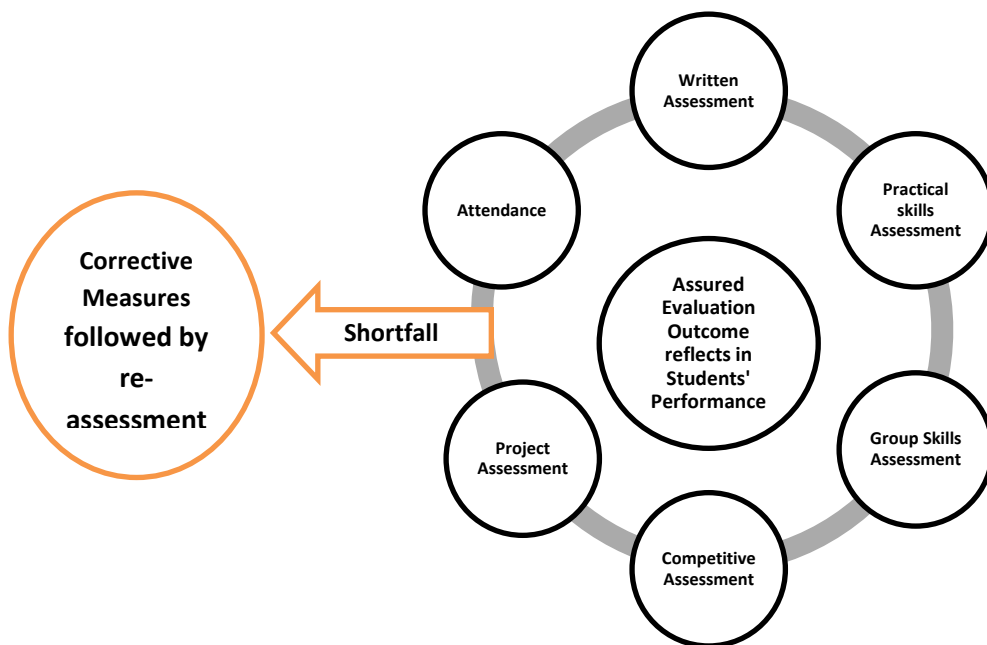 Written
Assessment
Attendance
Practical
skills
Assessment
Corrective
Measures
followed by
re-
assessment
Shortfall
Assured
Evaluation
Outcome
reflects in
Students'
Performance
Project
Assessment
Group Skills
Assessment
Competitive
Assessment